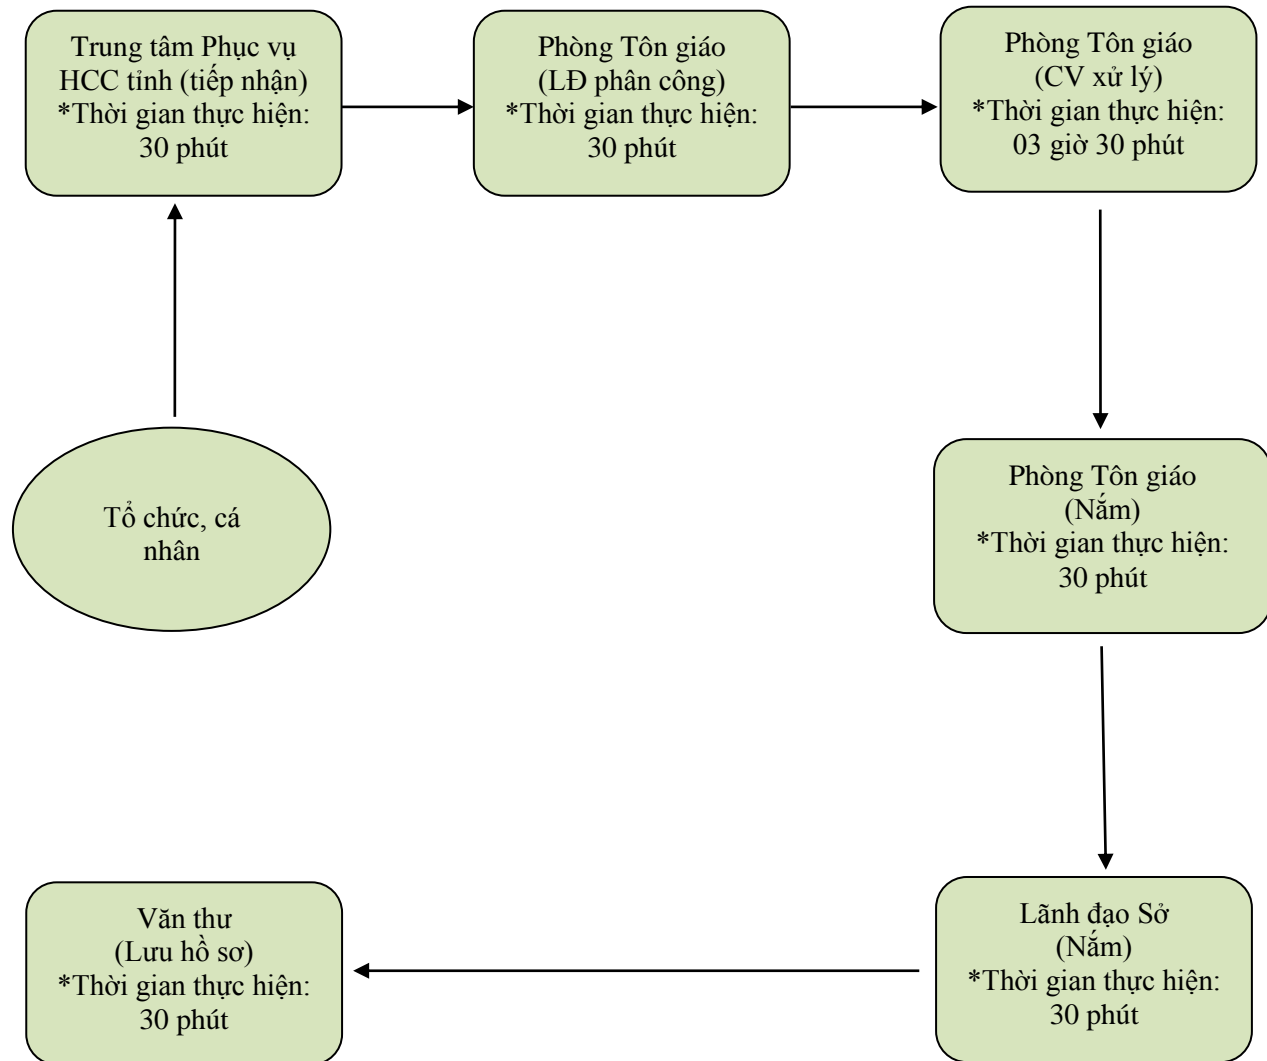 Trung tâm Phục vụ
HCC tỉnh (tiếp nhận)
*Thời gian thực hiện:
30 phút
Phòng Tôn giáo
(LĐ phân công)
*Thời gian thực hiện:
30 phút
Phòng Tôn giáo
(CV xử lý)
*Thời gian thực hiện:
03 giờ 30 phút
Tổ chức, cá
nhân
Phòng Tôn giáo
(Nắm)
*Thời gian thực hiện:
30 phút
Lãnh đạo Sở
(Nắm)
*Thời gian thực hiện:
30 phút
Văn thư
(Lưu hồ sơ)
*Thời gian thực hiện:
30 phút